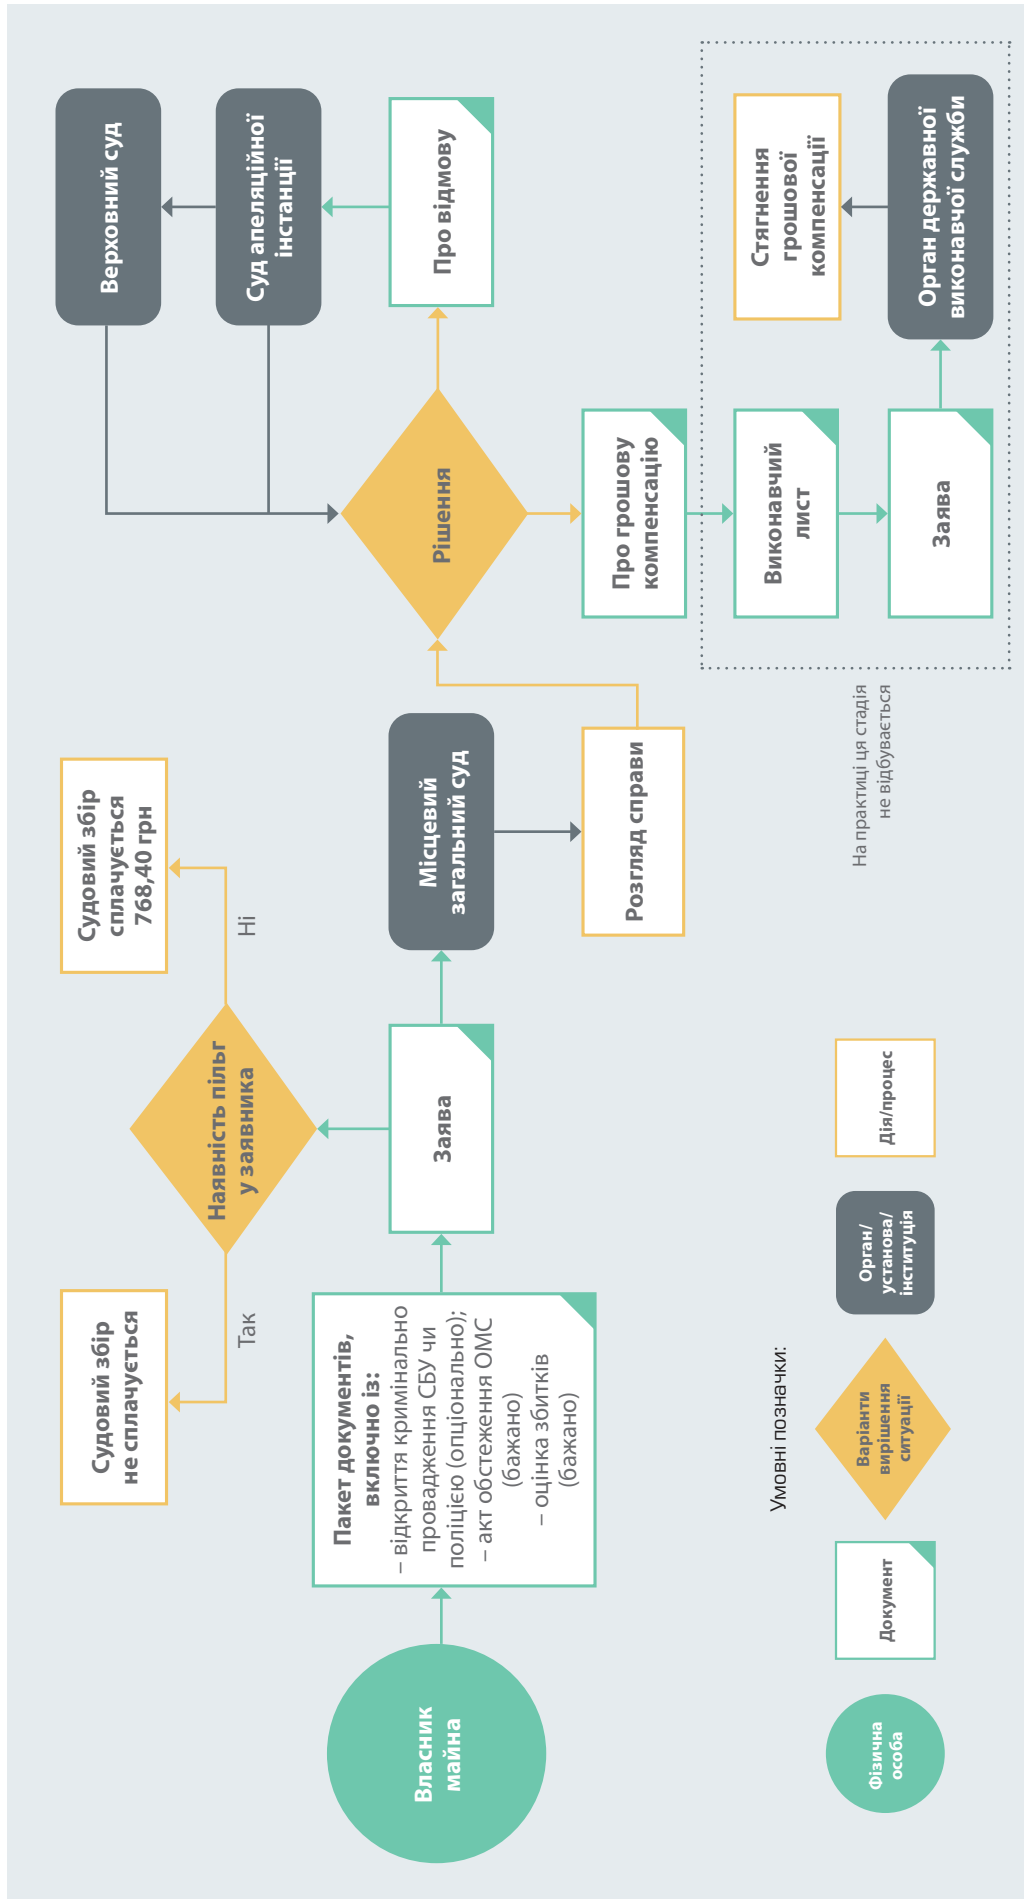 Власник
майна
Пакет документів,
включно із:
– відкриття кримінально
провадження СБУ чи
поліцією (опціонально);
– акт обстеження ОМС
(бажано)
– оцінка збитків
(бажано)
Заява
Наявність пільг
у заявника
Так
Судовий збір
не сплачується
Ні
Судовий збір
сплачується
768,40 грн
Місцевий
загальний суд
Розгляд справи
Рішення
Про відмову
Суд апеляційної
інстанції
Верховний суд
Про грошову
компенсацію
Виконавчий
лист
Заява
Орган державної
виконавчої служби
Стягнення
грошової
компенсації
На практиці ця стадія
не відбувається
Умовні позначки:
Фізична
особа
Документ
Варіанти
вирішення
ситуації
Орган/
установа/
інституція
Дія/процес